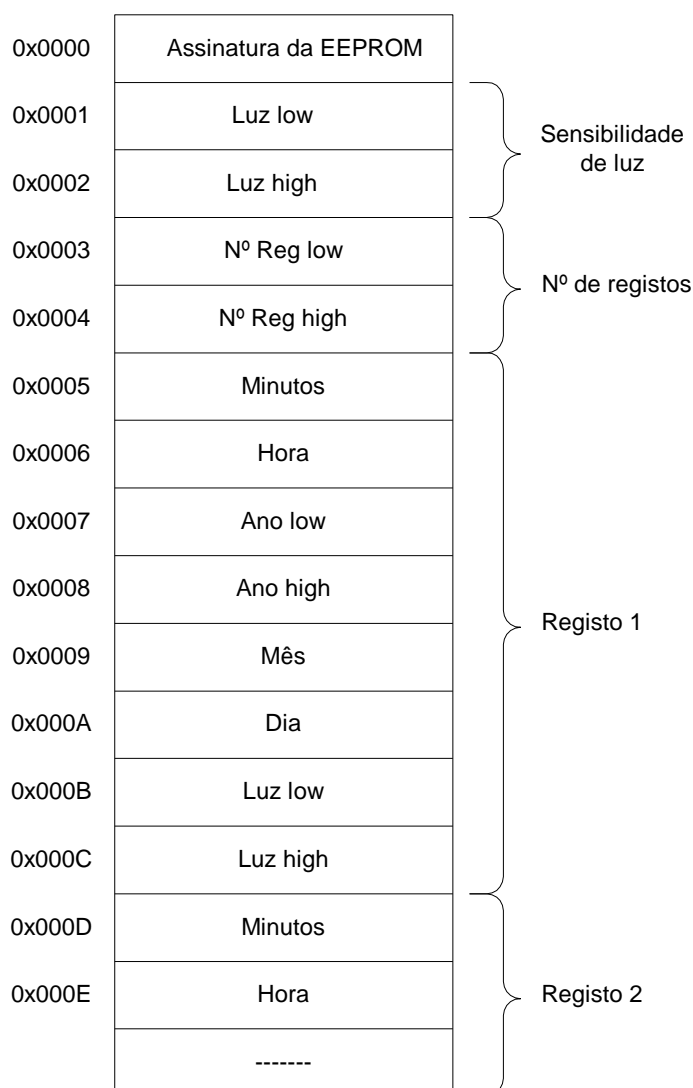 0x0000 Assinatura da EEPROM
0x0001 Luz low
Sensibilidade
de luz
0x0002 Luz high
0x0003 Nº Reg low
Nº de registos
0x0004 Nº Reg high
0x0005 Minutos
0x0006 Hora
0x0007 Ano low
0x0008 Ano high
Registo 1
0x0009 Mês
0x000A Dia
0x000B Luz low
0x000C Luz high
0x000D Minutos
0x000E Hora
Registo 2
-------